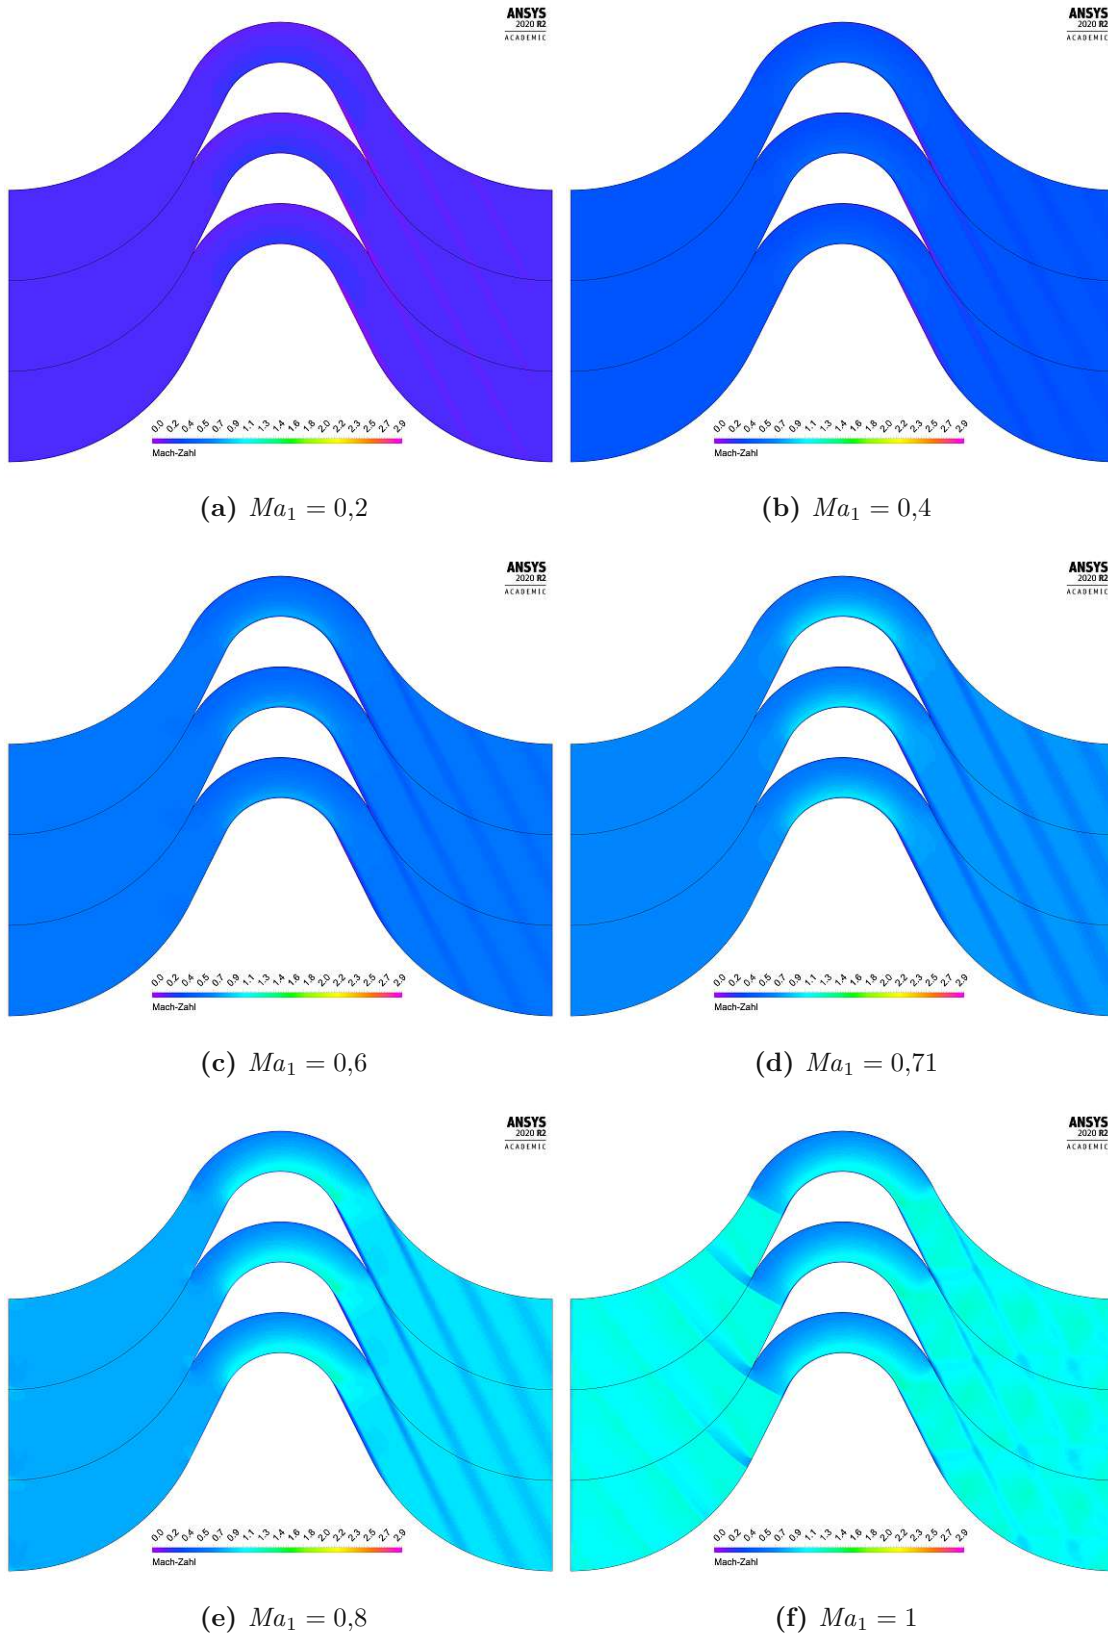 ANSYS
2020 R2
ACADEMIC
0.0 0.2 0.4 0.5 0.7 0.9 1.1 1.3 1.4 1.6 1.8 2.0 2.2 2.3 2.5 2.7 2.9
Mach-Zahl
(a) Ma₁ = 0,2
ANSYS
2020 R2
ACADEMIC
0.0 0.2 0.4 0.5 0.7 0.9 1.1 1.3 1.4 1.6 1.8 2.0 2.2 2.3 2.5 2.7 2.9
Mach-Zahl
(b) Ma₁ = 0,4
ANSYS
2020 R2
ACADEMIC
0.0 0.2 0.4 0.5 0.7 0.9 1.1 1.3 1.4 1.6 1.8 2.0 2.2 2.3 2.5 2.7 2.9
Mach-Zahl
(c) Ma₁ = 0,6
ANSYS
2020 R2
ACADEMIC
0.0 0.2 0.4 0.5 0.7 0.9 1.1 1.3 1.4 1.6 1.8 2.0 2.2 2.3 2.5 2.7 2.9
Mach-Zahl
(d) Ma₁ = 0,71
ANSYS
2020 R2
ACADEMIC
0.0 0.2 0.4 0.5 0.7 0.9 1.1 1.3 1.4 1.6 1.8 2.0 2.2 2.3 2.5 2.7 2.9
Mach-Zahl
(e) Ma₁ = 0,8
ANSYS
2020 R2
ACADEMIC
0.0 0.2 0.4 0.5 0.7 0.9 1.1 1.3 1.4 1.6 1.8 2.0 2.2 2.3 2.5 2.7 2.9
Mach-Zahl
(f) Ma₁ = 1